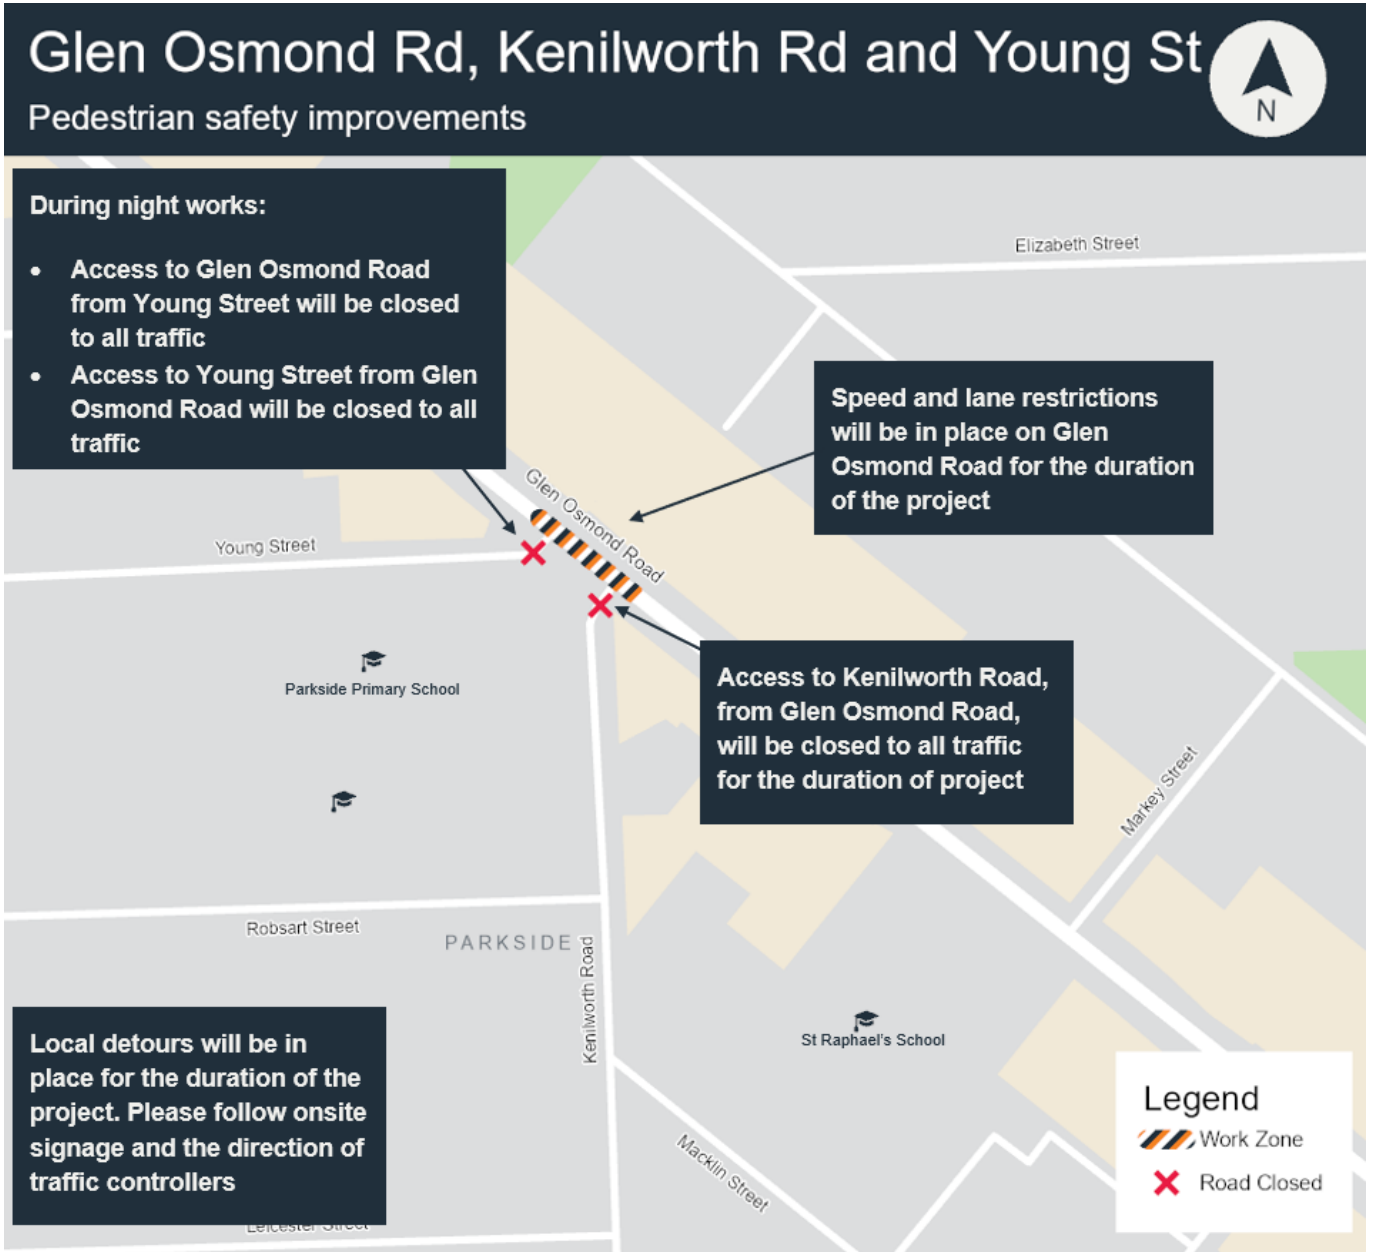 Glen Osmond Rd, Kenilworth Rd and Young St
Pedestrian safety improvements
N
During night works:
• Access to Glen Osmond Road
from Young Street will be closed
to all traffic
• Access to Young Street from Glen
Osmond Road will be closed to all
traffic
Elizabeth Street
Speed and lane restrictions
will be in place on Glen
Osmond Road for the duration
of the project
Glen Osmond Road
Young Street
Parkside Primary School
Access to Kenilworth Road,
from Glen Osmond Road,
will be closed to all traffic
for the duration of project
Markey Street
Robsart Street
PARKSIDE
Kenilworth Road
St Raphael's School
Local detours will be in
place for the duration of the
project. Please follow onsite
signage and the direction of
traffic controllers
Leicester Street
Macklin Street
Legend
Work Zone
Road Closed